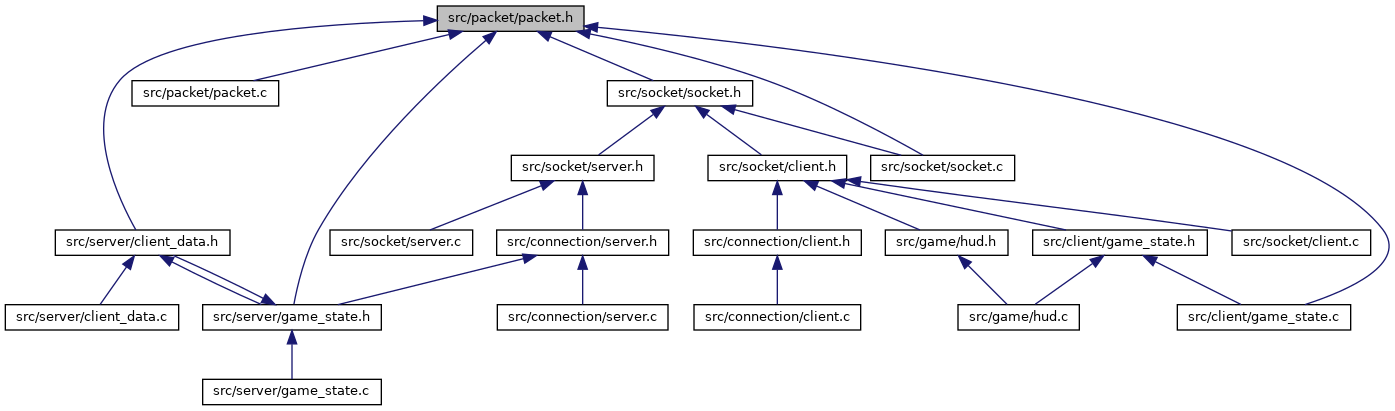 src/packet/packet.h
src/packet/packet.c
src/socket/socket.h
src/socket/server.h
src/socket/client.h
src/socket/socket.c
src/server/client_data.h
src/socket/server.c
src/connection/server.h
src/connection/client.h
src/game/hud.h
src/client/game_state.h
src/socket/client.c
src/server/client_data.c
src/server/game_state.h
src/connection/server.c
src/connection/client.c
src/game/hud.c
src/client/game_state.c
src/server/game_state.c